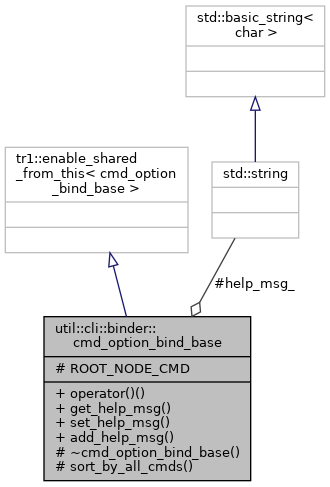 std::basic_string<
char >
tr1::enable_shared
_from_this< cmd_option
_bind_base >
std::string
#help_msg_
util::cli::binder::
cmd_option_bind_base
# ROOT_NODE_CMD
+ operator()()
+ get_help_msg()
+ set_help_msg()
+ add_help_msg()
# ~cmd_option_bind_base()
# sort_by_all_cmds()